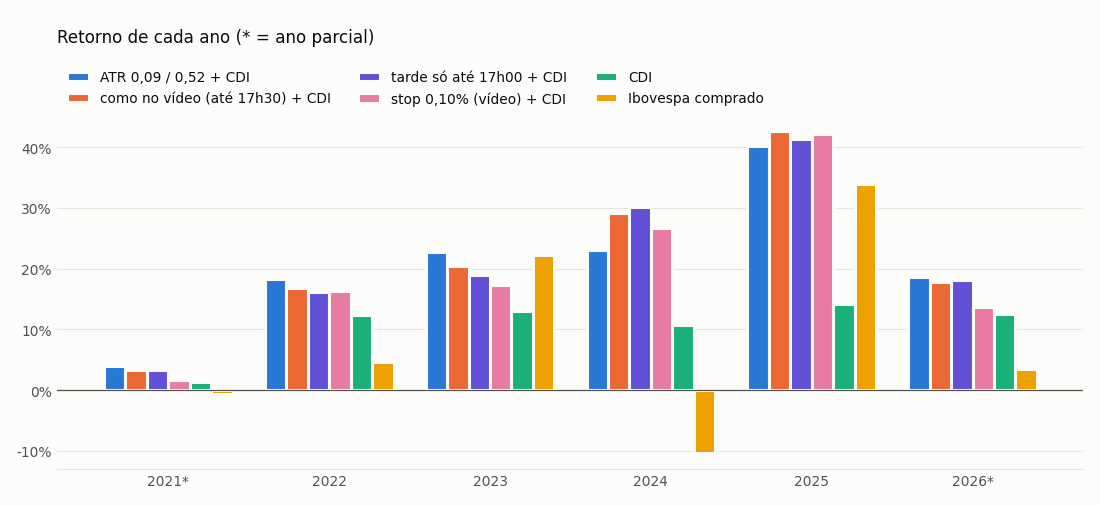 Retorno de cada ano (* = ano parcial)
ATR 0,09 / 0,52 + CDI
como no vídeo (até 17h30) + CDI
tarde só até 17h00 + CDI
stop 0,10% (vídeo) + CDI
CDI
Ibovespa comprado
40%
30%
20%
10%
0%
-10%
2021* 2022 2023 2024 2025 2026*